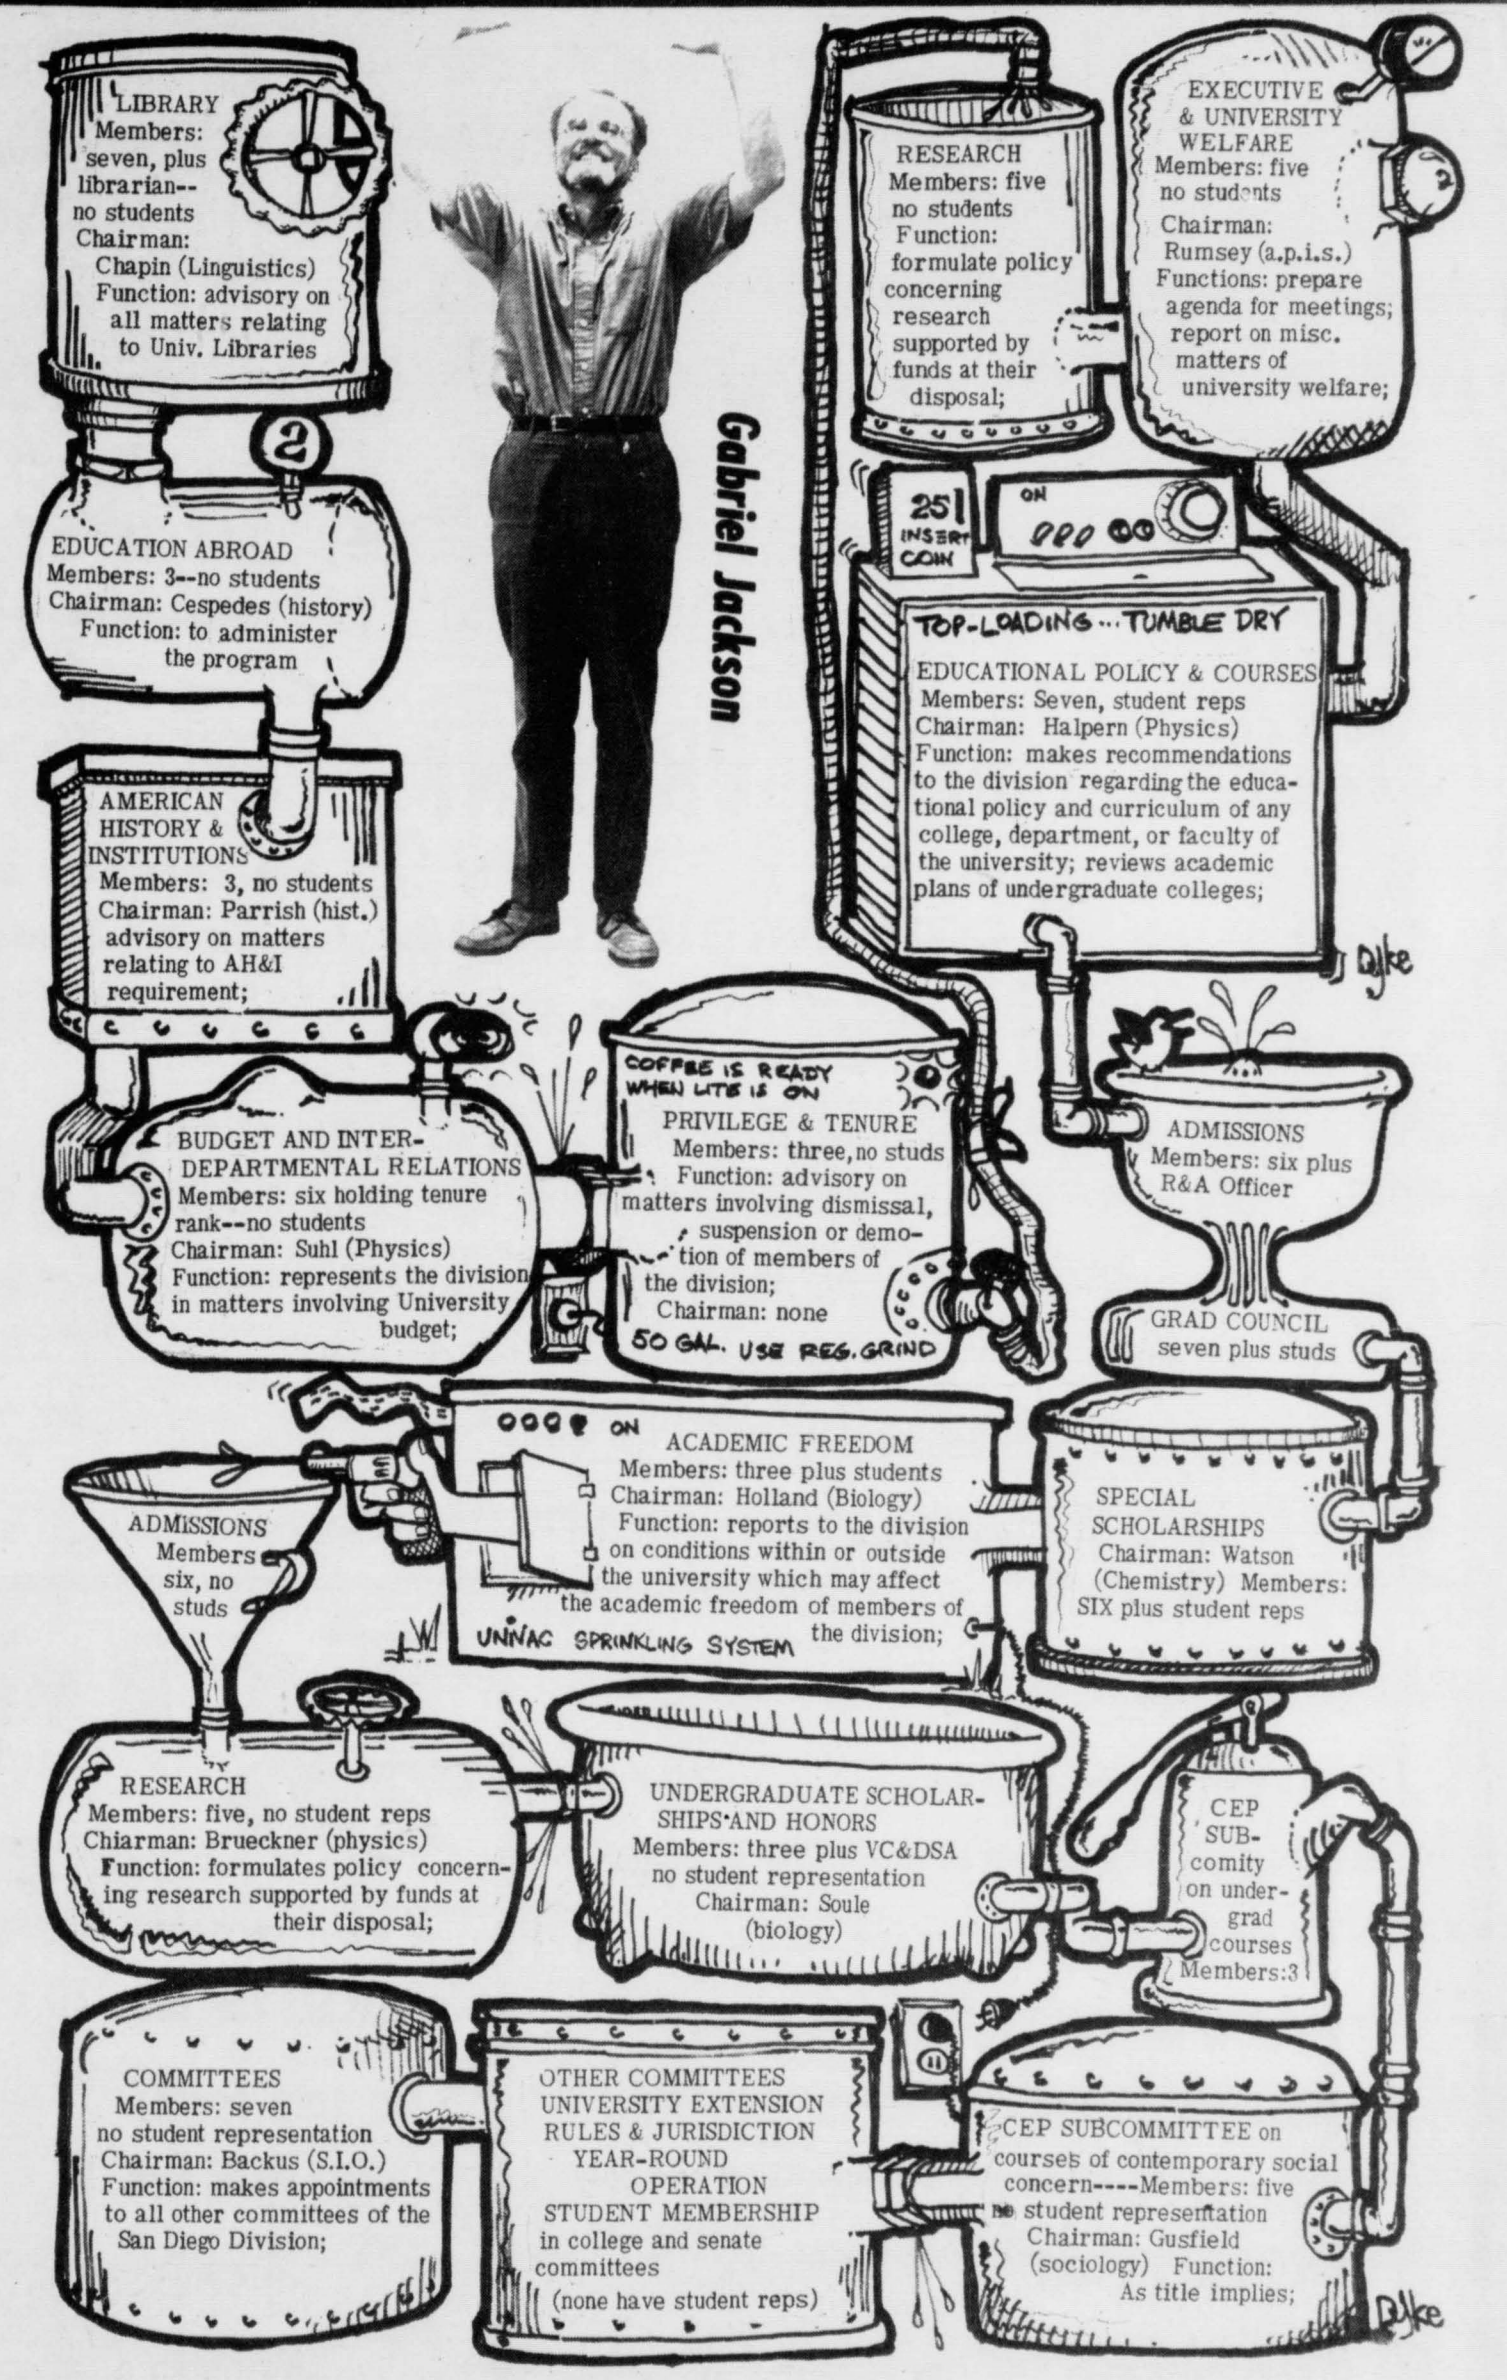 LIBRARY
Members:
seven, plus
librarian--
no students
Chairman:
Chapin (Linguistics)
Function: advisory on
all matters relating
to Univ. Libraries
2
EDUCATION ABROAD
Members: 3--no students
Chairman: Cespedes (history)
Function: to administer
the program
AMERICAN
HISTORY &
INSTITUTIONS
Members: 3, no students
Chairman: Parrish (hist.)
advisory on matters
relating to AH&I
requirement;
BUDGET AND INTER-
DEPARTMENTAL RELATIONS
Members: six holding tenure
rank--no students
Chairman: Suhl (Physics)
Function: represents the division
in matters involving University
budget;
Gabriel Jackson
RESEARCH
Members: five
no students
Function:
formulate policy
concerning
research
supported by
funds at their
disposal;
EXECUTIVE
& UNIVERSITY
WELFARE
Members: five
no students
Chairman:
Rumsey (a.p.i.s.)
Functions: prepare
agenda for meetings;
report on misc.
matters of
university welfare;
25
INSERT
COIN
ON
TOP-LOADING...TUMBLE DRY
EDUCATIONAL POLICY & COURSES
Members: Seven, student reps
Chairman: Halpern (Physics)
Function: makes recommendations
to the division regarding the educa-
tional policy and curriculum of any
college, department, or faculty of
the university; reviews academic
plans of undergraduate colleges;
Dyke
COFFEE IS READY
WHEN LITE IS ON
PRIVILEGE & TENURE
Members: three, no studs
Function: advisory on
matters involving dismissal,
suspension or demo-
tion of members of
the division;
Chairman: none
50 GAL. USE REG. GRIND
ADMISSIONS
Members: six plus
R&A Officer
GRAD COUNCIL
seven plus studs
ADMISSIONS
Members
six, no
studs
ON
ACADEMIC FREEDOM
Members: three plus students
Chairman: Holland (Biology)
Function: reports to the division
on conditions within or outside
the university which may affect
the academic freedom of members of
the division;
UNIVAC SPRINKLING SYSTEM
SPECIAL
SCHOLARSHIPS
Chairman: Watson
(Chemistry) Members:
SIX plus student reps
RESEARCH
Members: five, no student reps
Chiarman: Brueckner (physics)
Function: formulates policy concern-
ing research supported by funds at
their disposal;
UNDERGRADUATE SCHOLAR-
SHIPS AND HONORS
Members: three plus VC&DSA
no student representation
Chairman: Soule
(biology)
CEP
SUB-
comity
on under-
grad
courses
Members:3
COMMITTEES
Members: seven
no student representation
Chairman: Backus (S.I.O.)
Function: makes appointments
to all other committees of the
San Diego Division;
OTHER COMMITTEES
UNIVERSITY EXTENSION
RULES & JURISDICTION
YEAR-ROUND
OPERATION
STUDENT MEMBERSHIP
in college and senate
committees
(none have student reps)
CEP SUBCOMMITTEE on
courses of contemporary social
concern----Members: five
no student representation
Chairman: Gusfield
(sociology) Function:
As title implies;
Dyke